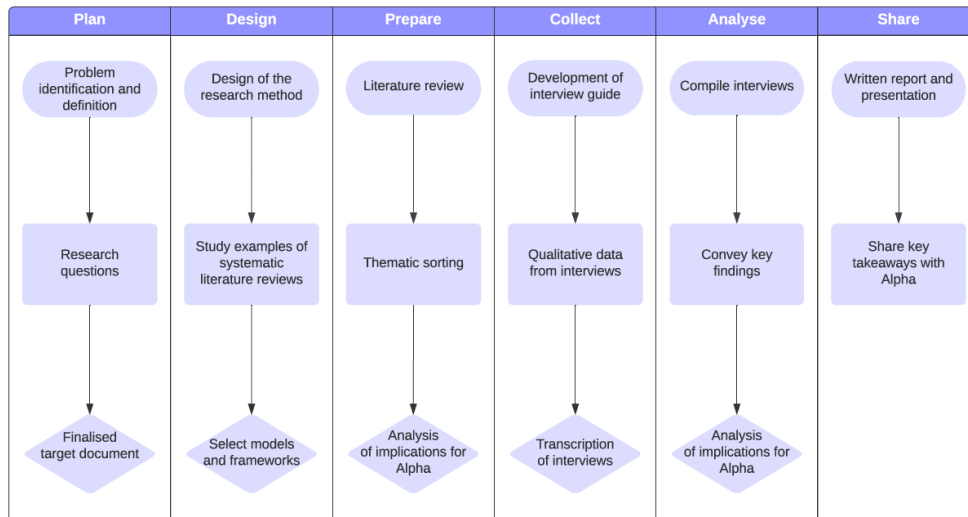 Plan
Design
Prepare
Collect
Analyse
Share
Problem
identification and
definition
Design of the
research method
Literature review
Development of
interview guide
Compile interviews
Written report and
presentation
Research
questions
Study examples of
systematic
literature reviews
Thematic sorting
Qualitative data
from interviews
Convey key
findings
Share key
takeaways with
Alpha
Finalised
target document
Select models
and frameworks
Analysis
of implications for
Alpha
Transcription
of interviews
Analysis
of implications for
Alpha